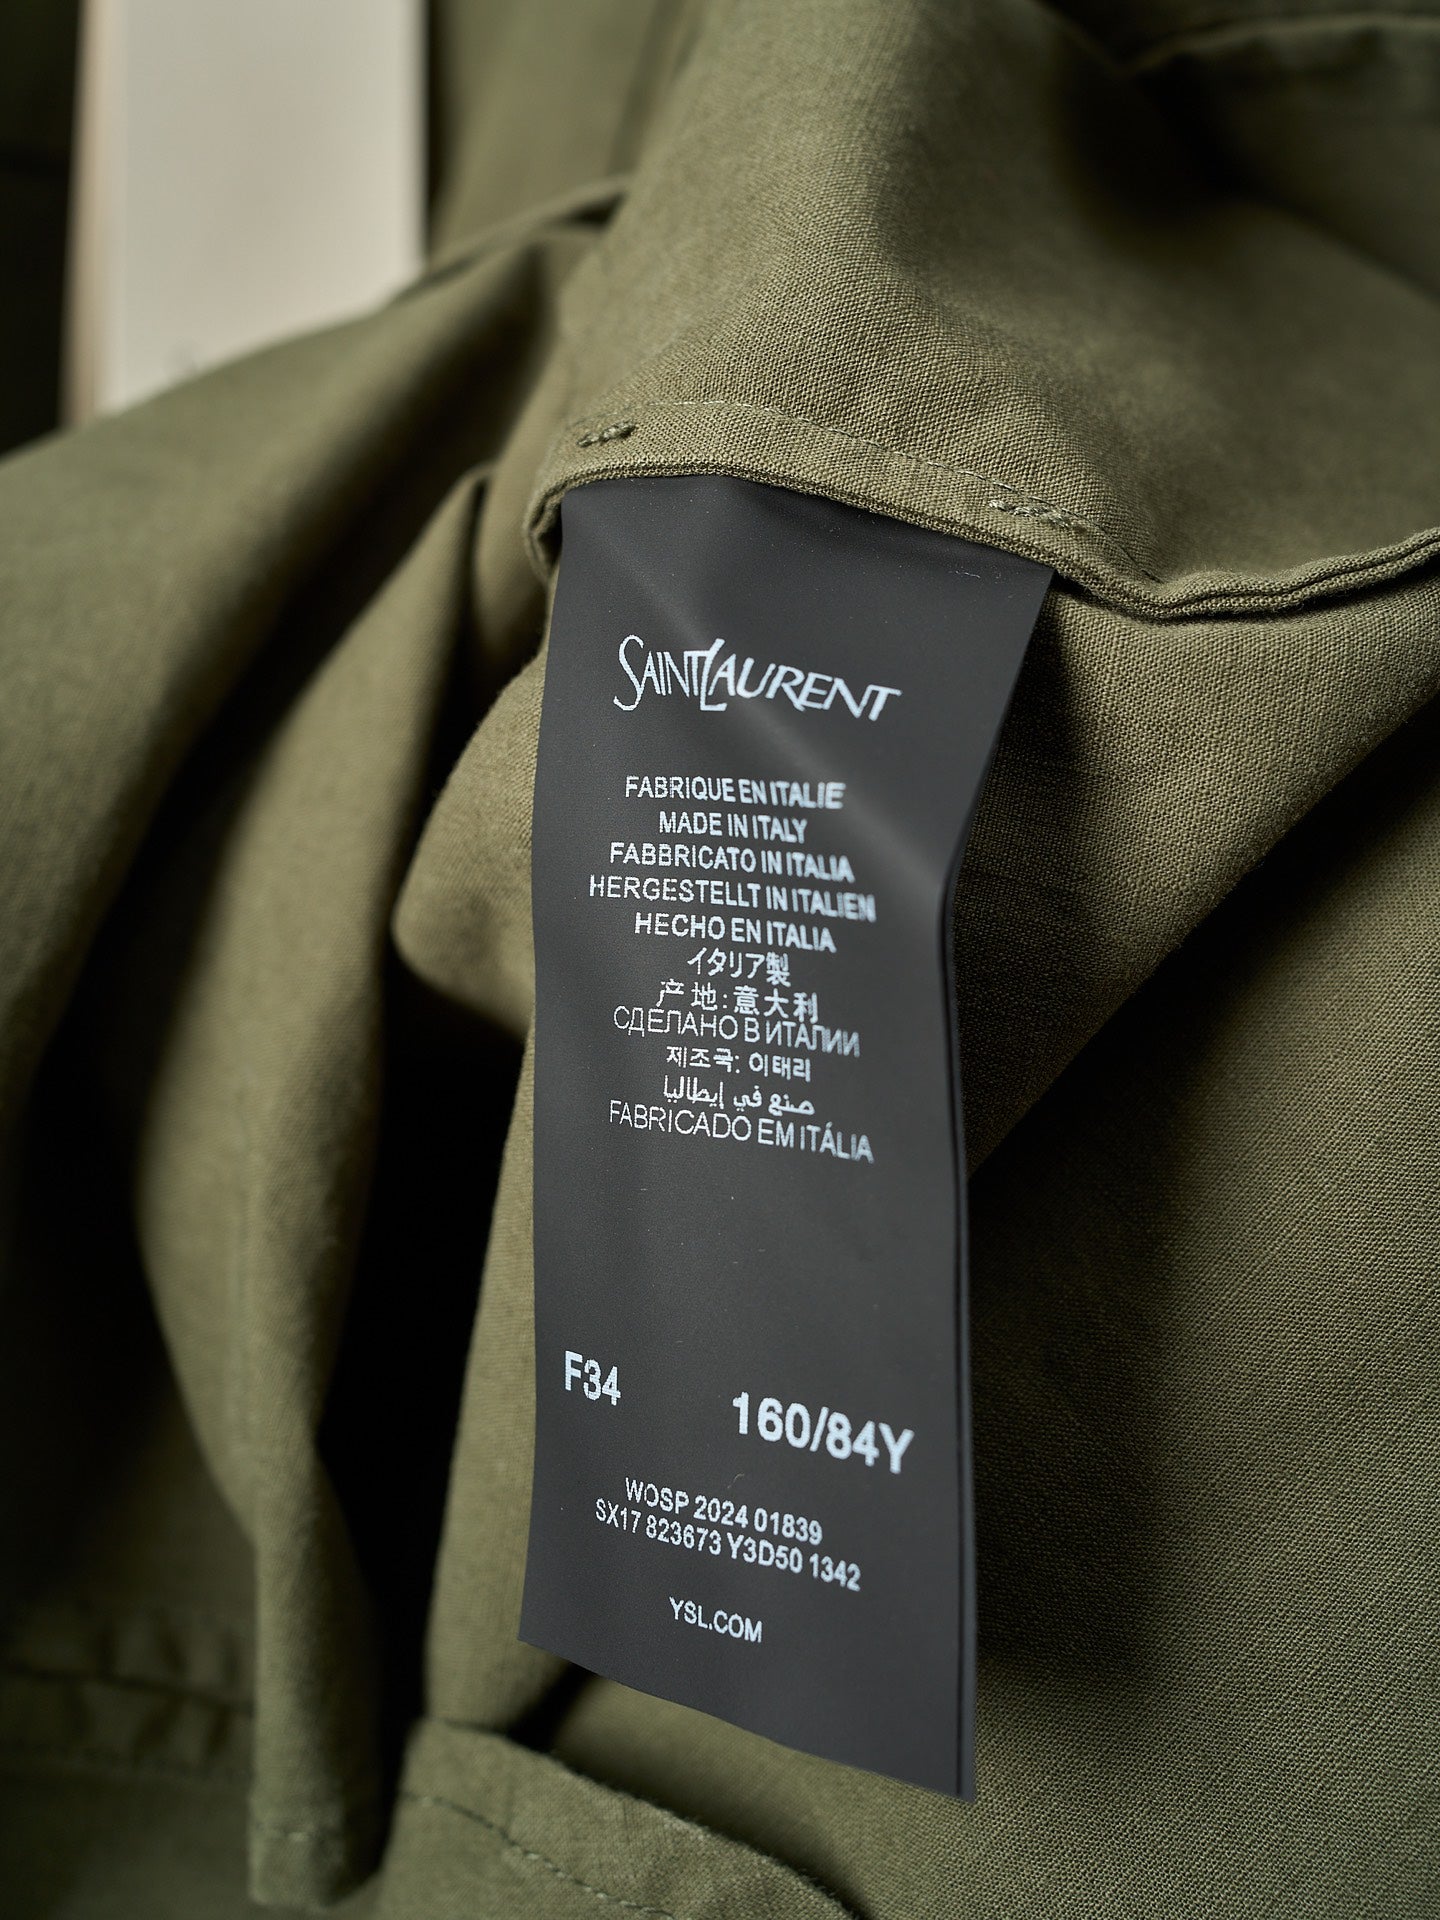 SAINT LAURENT
FABRIQUE EN ITALIE
MADE IN ITALY
FABBRICATO IN ITALIA
HERGESTELLT IN ITALIEN
HECHO EN ITALIA
イタリア製
产地:意大利
СДЕЛАНО В ИТАЛИИ
제조국: 이태리
صنع في إيطاليا
FABRICADO EM ITÁLIA
F34 160/84Y
WOSP 2024 01839
SX17 823673 Y3D50 1342
YSL.COM